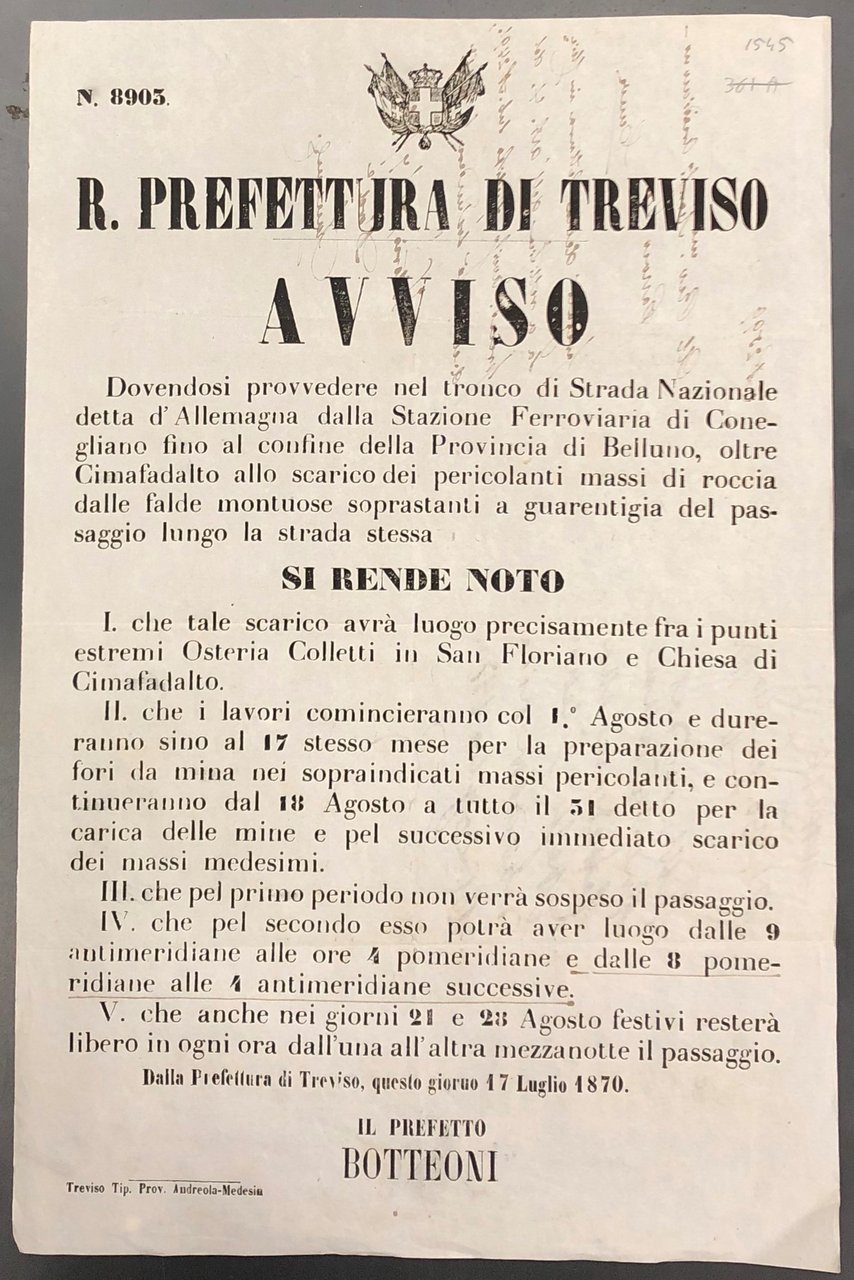 1545
361 A
N. 8903.
R. PREFETTURA DI TREVISO
AVVISO
Dovendosi provvedere nel tronco di Strada Nazionale
detta d'Allemagna dalla Stazione Ferroviaria di Cone-
gliano fino al confine della Provincia di Belluno, oltre
Cimafadalto allo scarico dei pericolanti massi di roccia
dalle falde montuose soprastanti a guarentigia del pas-
saggio lungo la strada stessa
SI RENDE NOTO
I. che tale scarico avrà luogo precisamente fra i punti
estremi Osteria Colletti in San Floriano e Chiesa di
Cimafadalto.
II. che i lavori comincieranno col 1.° Agosto e dure-
ranno sino al 17 stesso mese per la preparazione dei
fori da mina nei sopraindicati massi pericolanti, e con-
tinueranno dal 18 Agosto a tutto il 31 detto per la
carica delle mine e pel successivo immediato scarico
dei massi medesimi.
III. che pel primo periodo non verrà sospeso il passaggio.
IV. che pel secondo esso potrà aver luogo dalle 9
antimeridiane alle ore 4 pomeridiane e dalle 8 pome-
ridiane alle 4 antimeridiane successive.
V. che anche nei giorni 21 e 28 Agosto festivi resterà
libero in ogni ora dall'una all'altra mezzanotte il passaggio.
Dalla Prefettura di Treviso, questo giorno 17 Luglio 1870.
IL PREFETTO
BOTTEONI
Treviso Tip. Prov. Andreola-Medesin